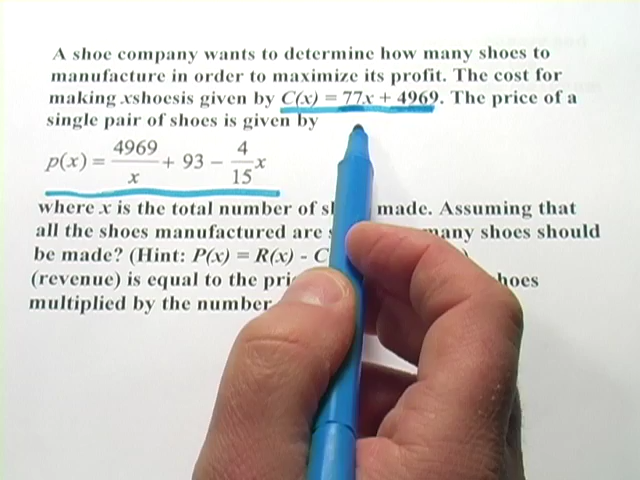 A shoe company wants to determine how many shoes to
manufacture in order to maximize its profit. The cost for
making xshoesis given by C(x) = 77x + 4969. The price of a
single pair of shoes is given by
p(x) = 4969/x + 93 − 4/15 x
where x is the total number of made. Assuming that
all the shoes manufactured are many shoes should
be made? (Hint: P(x) = R(x) - C
(revenue) is equal to the hoes
multiplied by the number